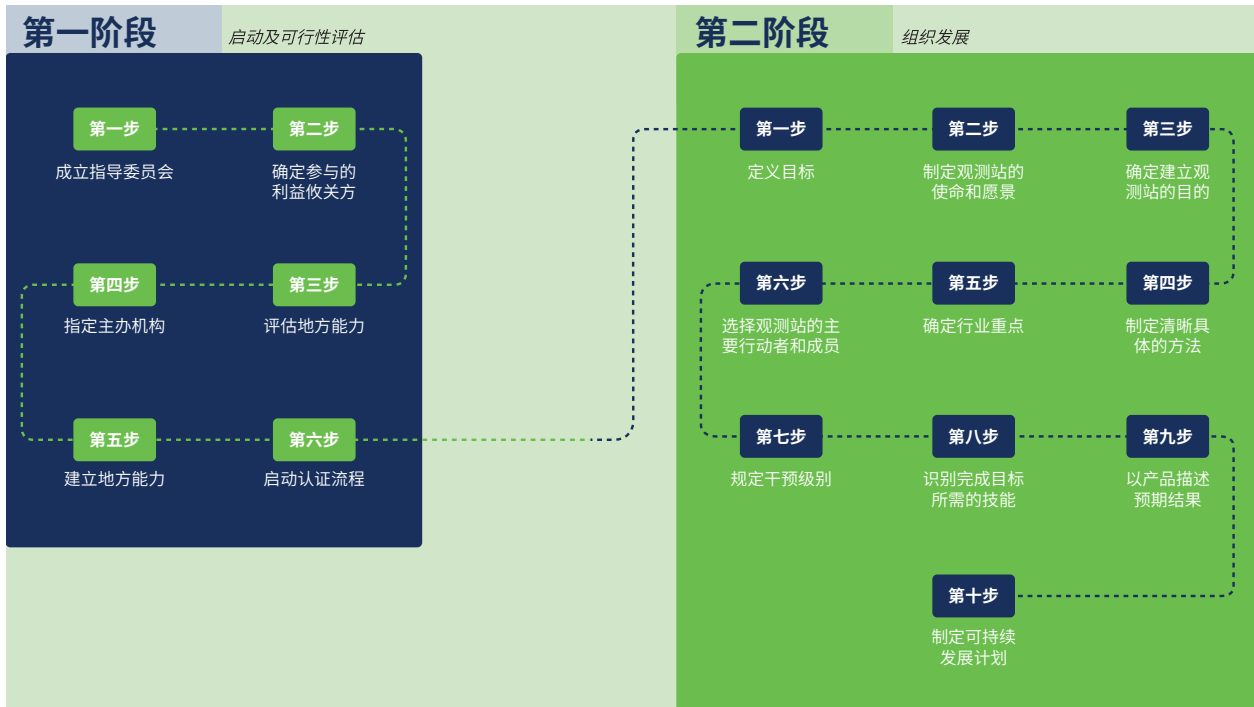 第一阶段
启动及可行性评估
第一步
成立指导委员会
第二步
确定参与的
利益攸关方
第三步
评估地方能力
第四步
指定主办机构
第五步
建立地方能力
第六步
启动认证流程
第二阶段
组织发展
第一步
定义目标
第二步
制定观测站的
使命和愿景
第三步
确定建立观
测站的目的
第四步
制定清晰具
体的方法
第五步
确定行业重点
第六步
选择观测站的主
要行动者和成员
第七步
规定干预级别
第八步
识别完成目标
所需的技能
第九步
以产品描述
预期结果
第十步
制定可持续
发展计划